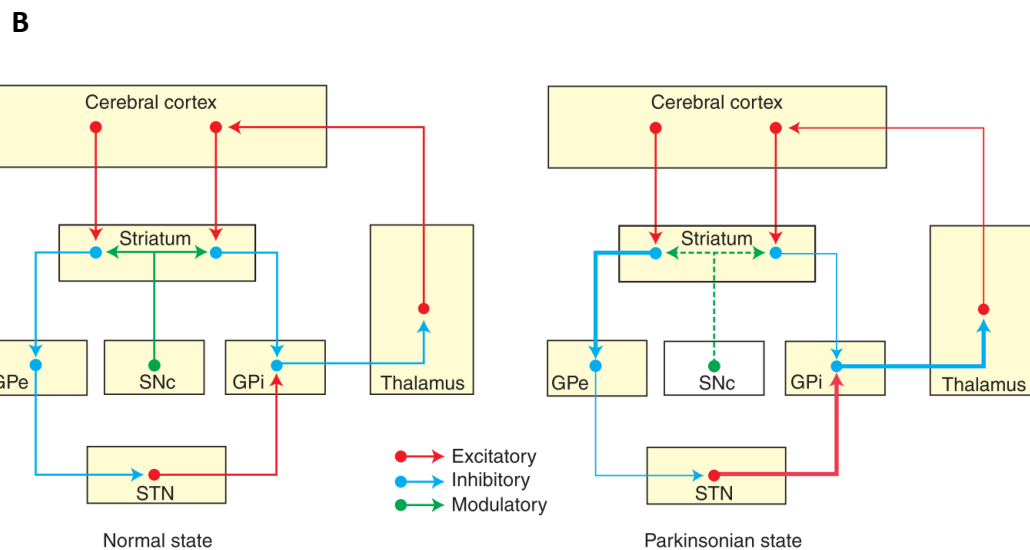 B
Cerebral cortex
Cerebral cortex
Striatum
Striatum
GPe
SNc
GPi
Thalamus
GPe
SNc
GPi
Thalamus
Excitatory
Inhibitory
Modulatory
STN
STN
Normal state
Parkinsonian state